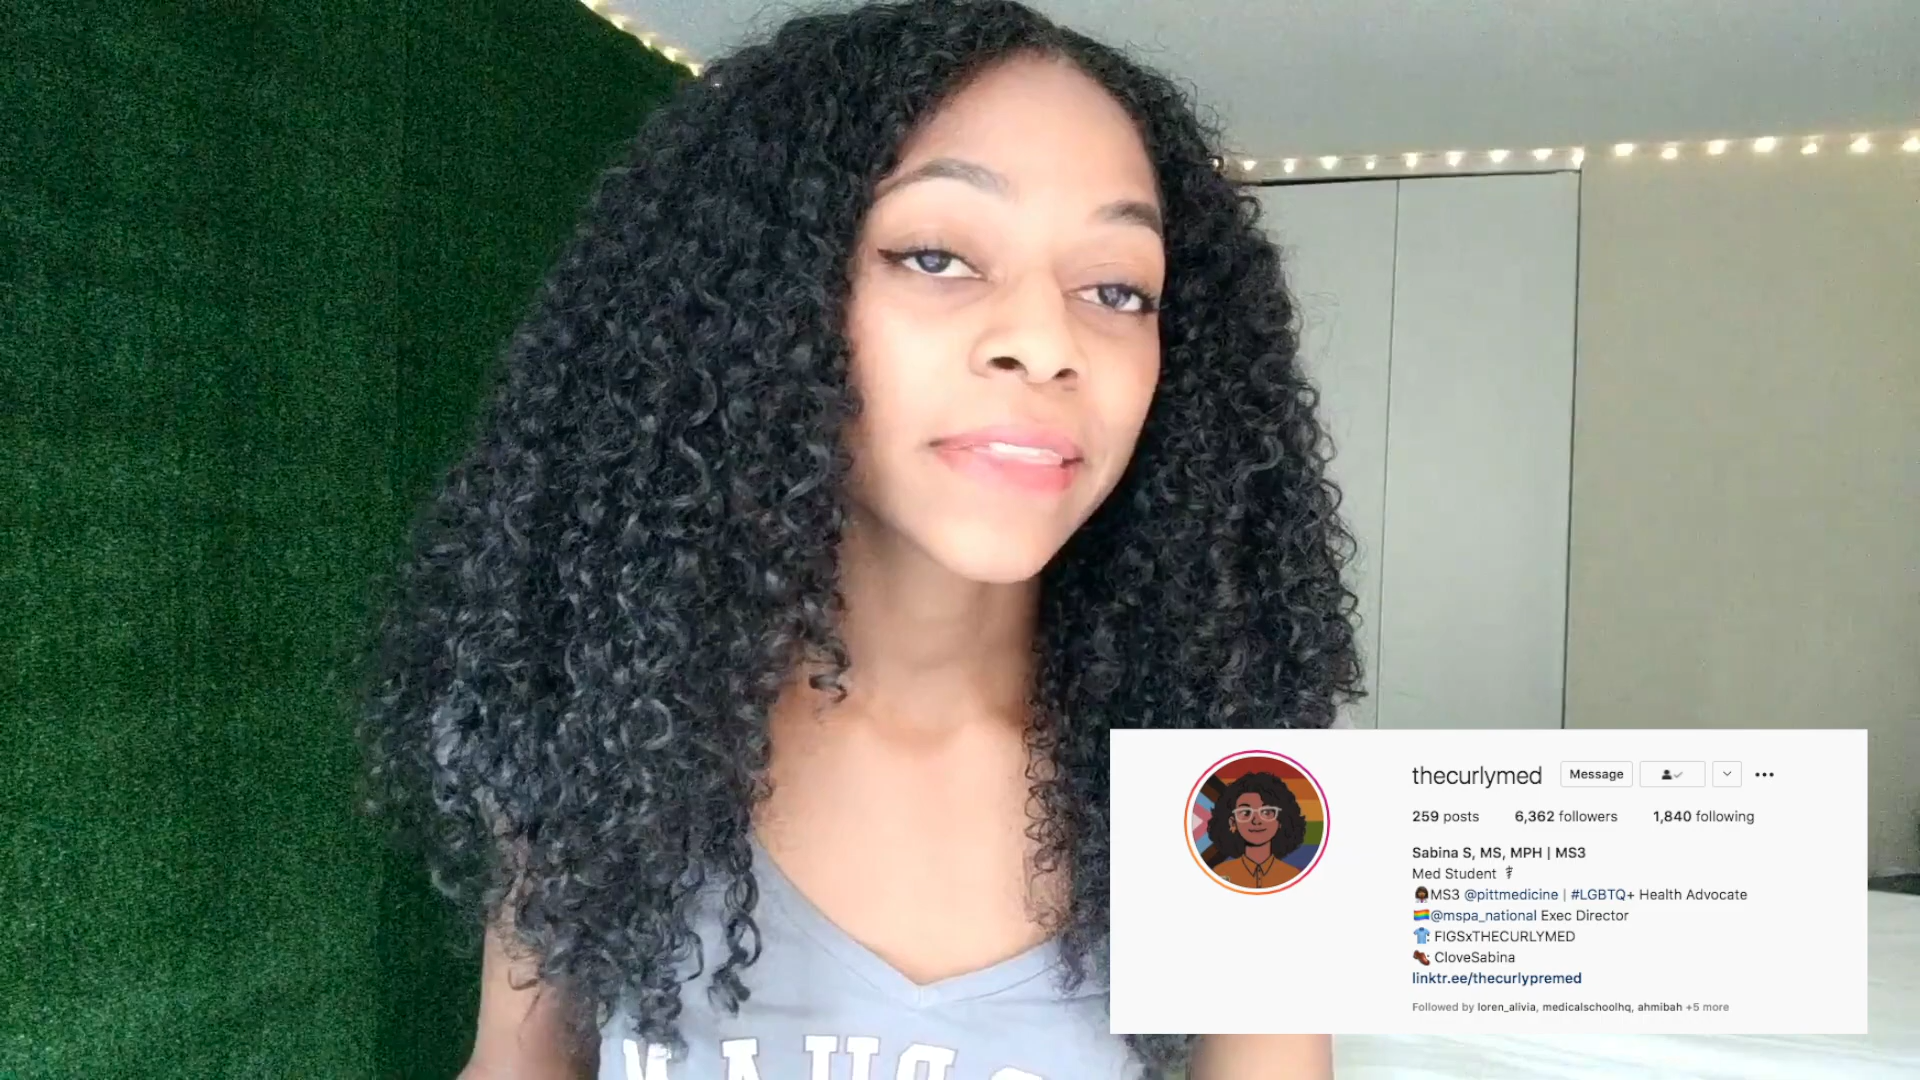 thecurlymed Message
259 posts 6,362 followers 1,840 following
Sabina S, MS, MPH | MS3
Med Student
MS3 @pittmedicine | #LGBTQ+ Health Advocate
@mspa_national Exec Director
: FIGSxTHECURLYMED
: CloveSabina
linktr.ee/thecurlypremed
Followed by loren_alivia, medicalschoolhq, ahmibah +5 more